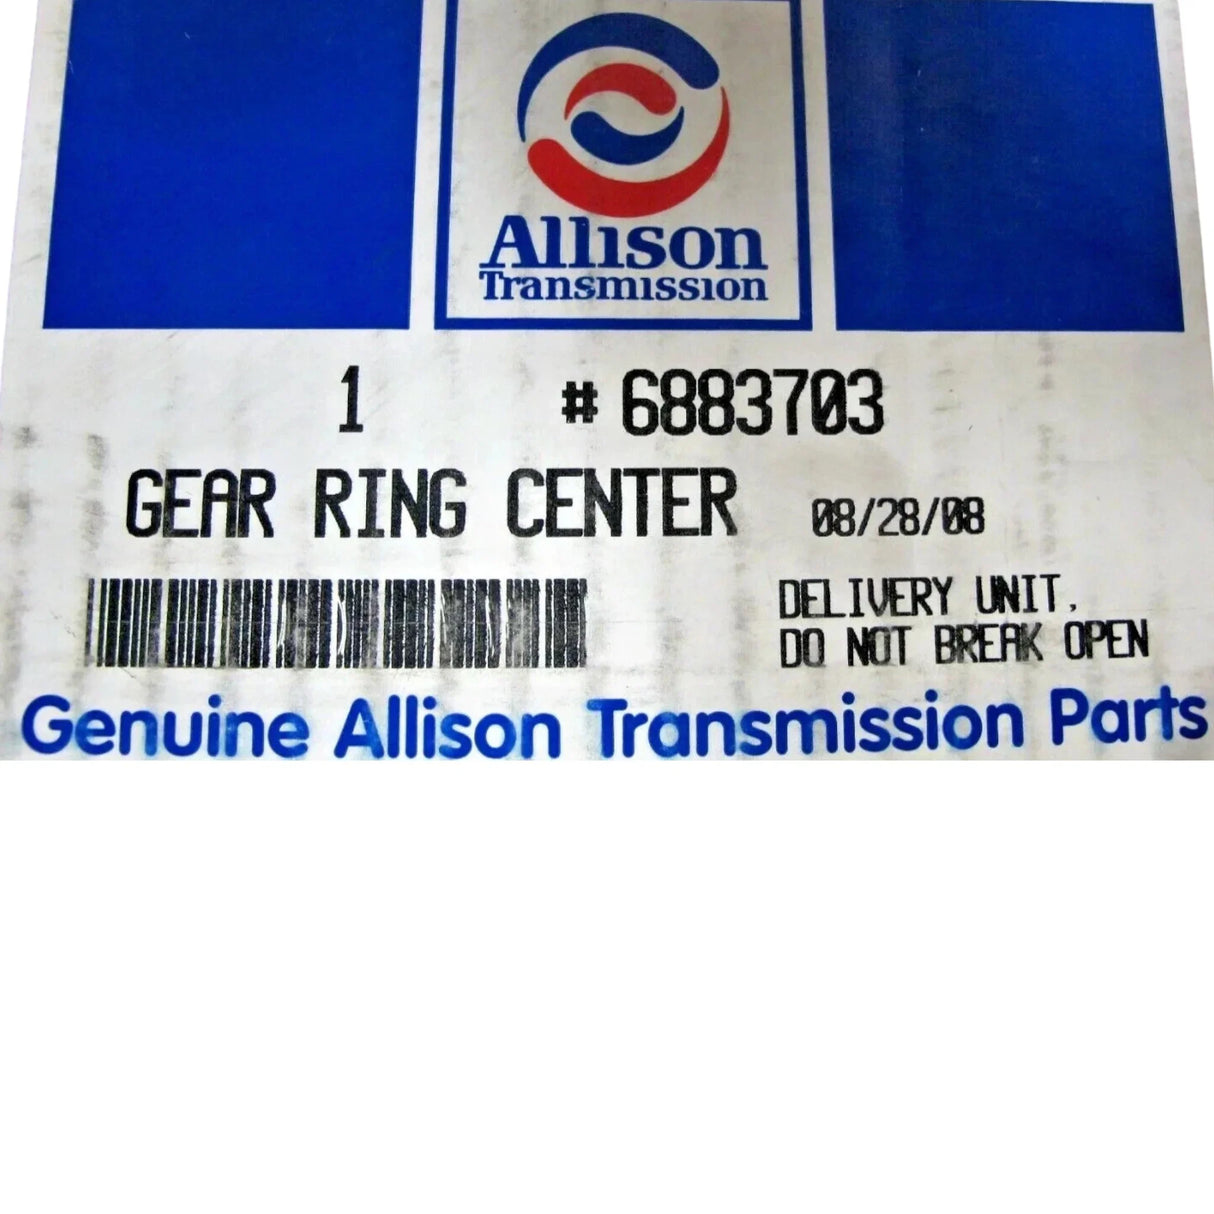 Allison
Transmission
1 # 6883703
GEAR RING CENTER 08/28/08
DELIVERY UNIT,
DO NOT BREAK OPEN
Genuine Allison Transmission Parts